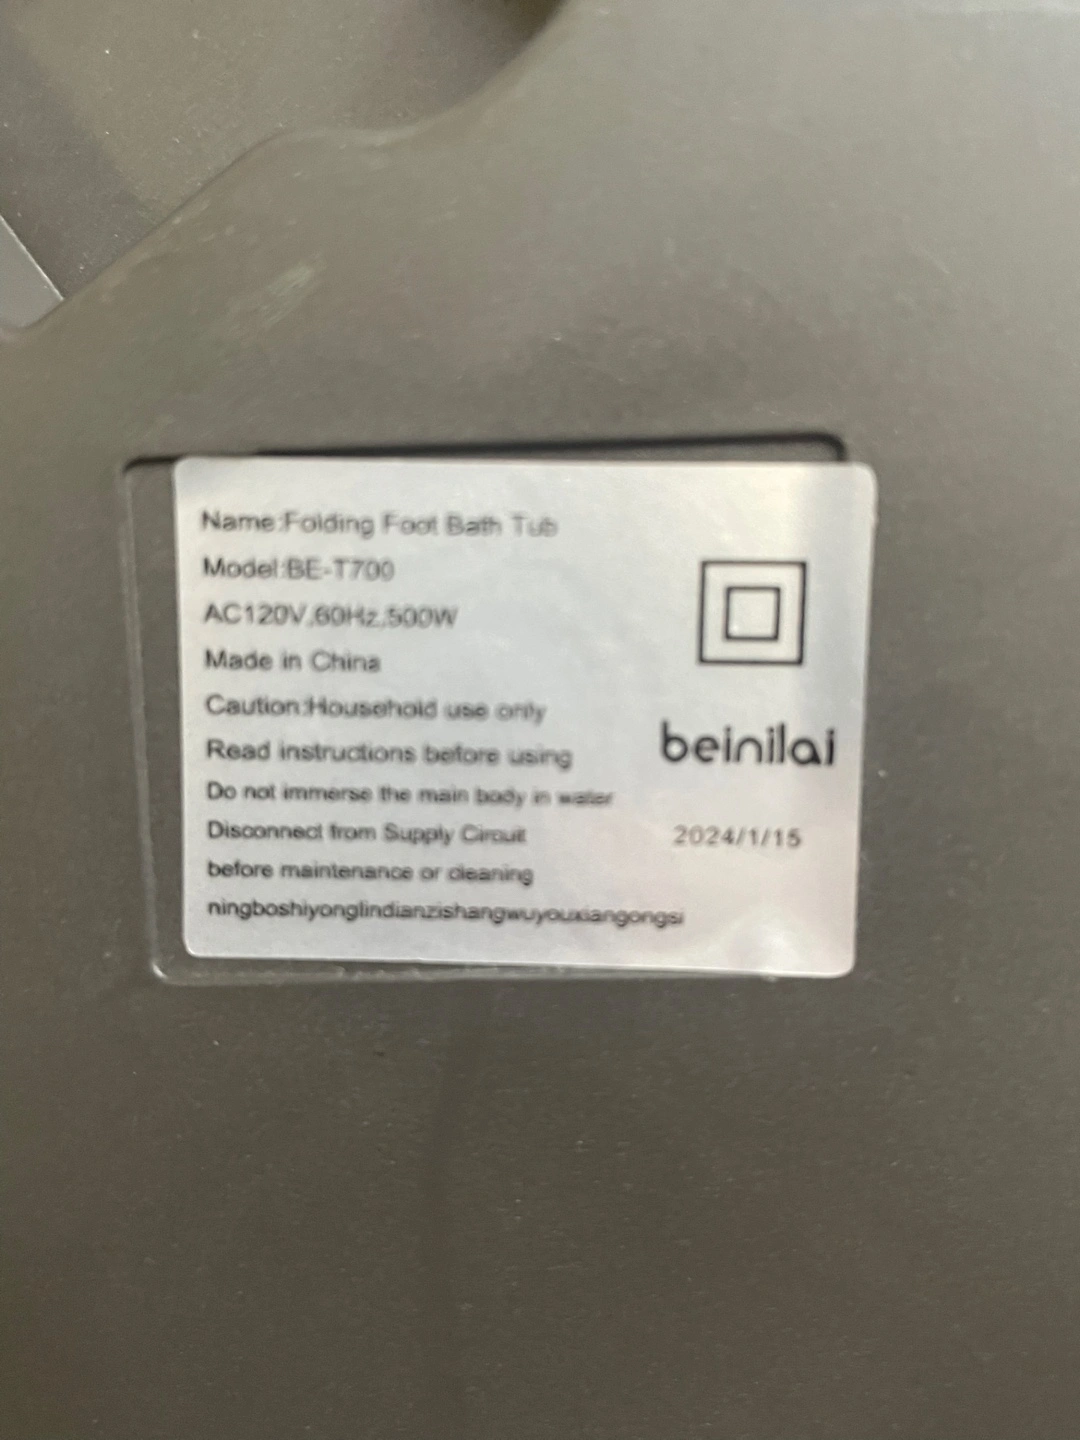 Name:Folding Foot Bath Tub
Model:BE-T700
AC120V,60Hz,500W
Made in China
Caution:Household use only
Read instructions before using
Do not immerse the main body in water
Disconnect from Supply Circuit
before maintenance or cleaning
ningboshiyonglindianzishangwuyouxiangongsi
beinilai
2024/1/15